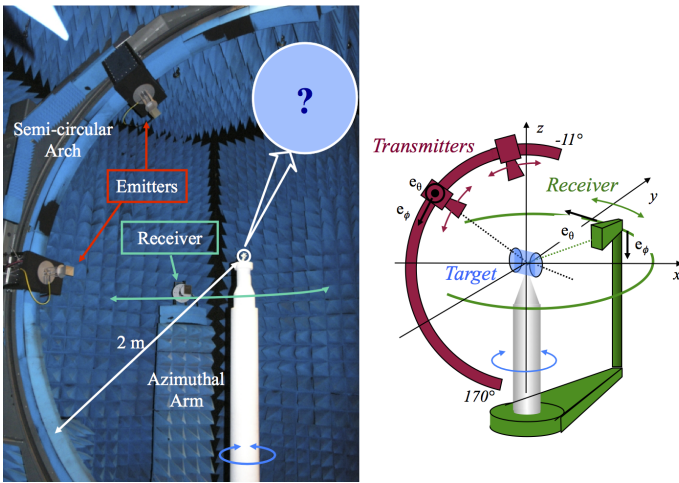 ?
Semi-circular
Arch
Emitters
Receiver
2 m
Azimuthal
Arm
z
-11°
Transmitters
Receiver
y
eθ
eϕ
eθ
eϕ
Target
x
170°